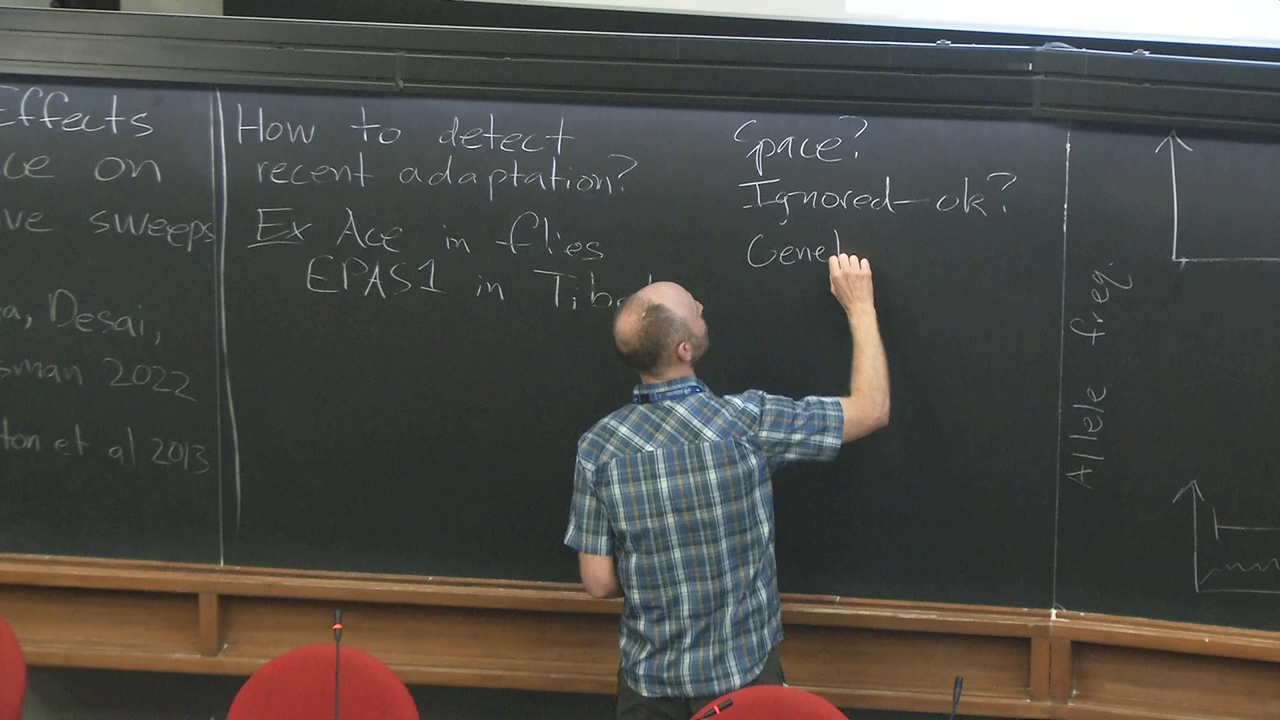 Effects
ce on
ve sweeps
a, Desai,
sman 2022
ton et al 2013
How to detect
recent adaptation?
Ex Ace in flies
EPAS1 in Tib
Space?
Ignored - ok?
Gene
Allele freq.